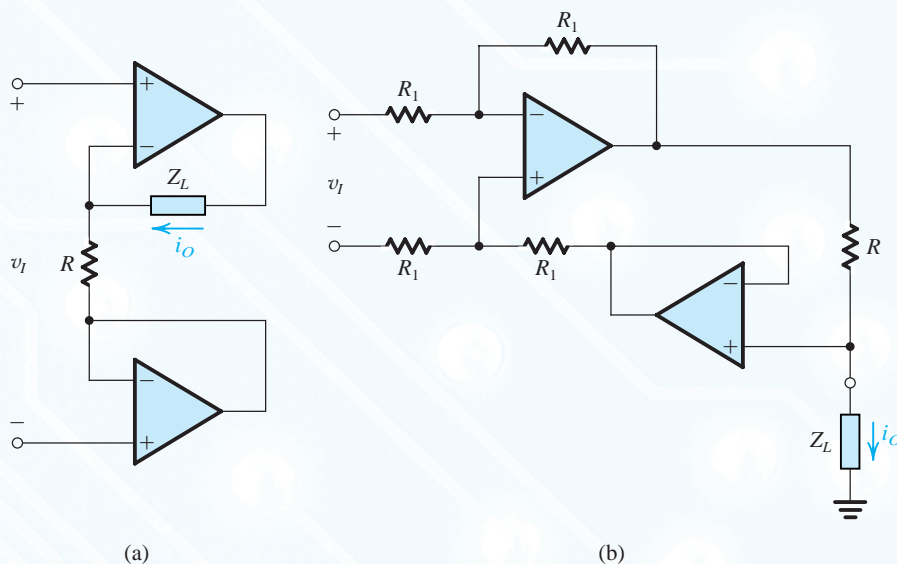 +
+
−
Z_L
i_O
v_I
R
−
+
−
(a)
R_1
R_1
+
−
+
v_I
−
R_1
R_1
−
+
R
Z_L
i_O
(b)